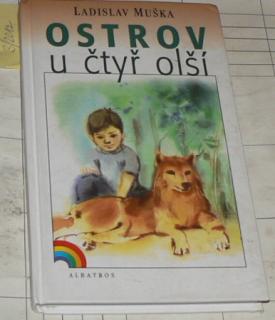 LADISLAV MUŠKA
OSTROV
u čtyř olší
ALBATROS